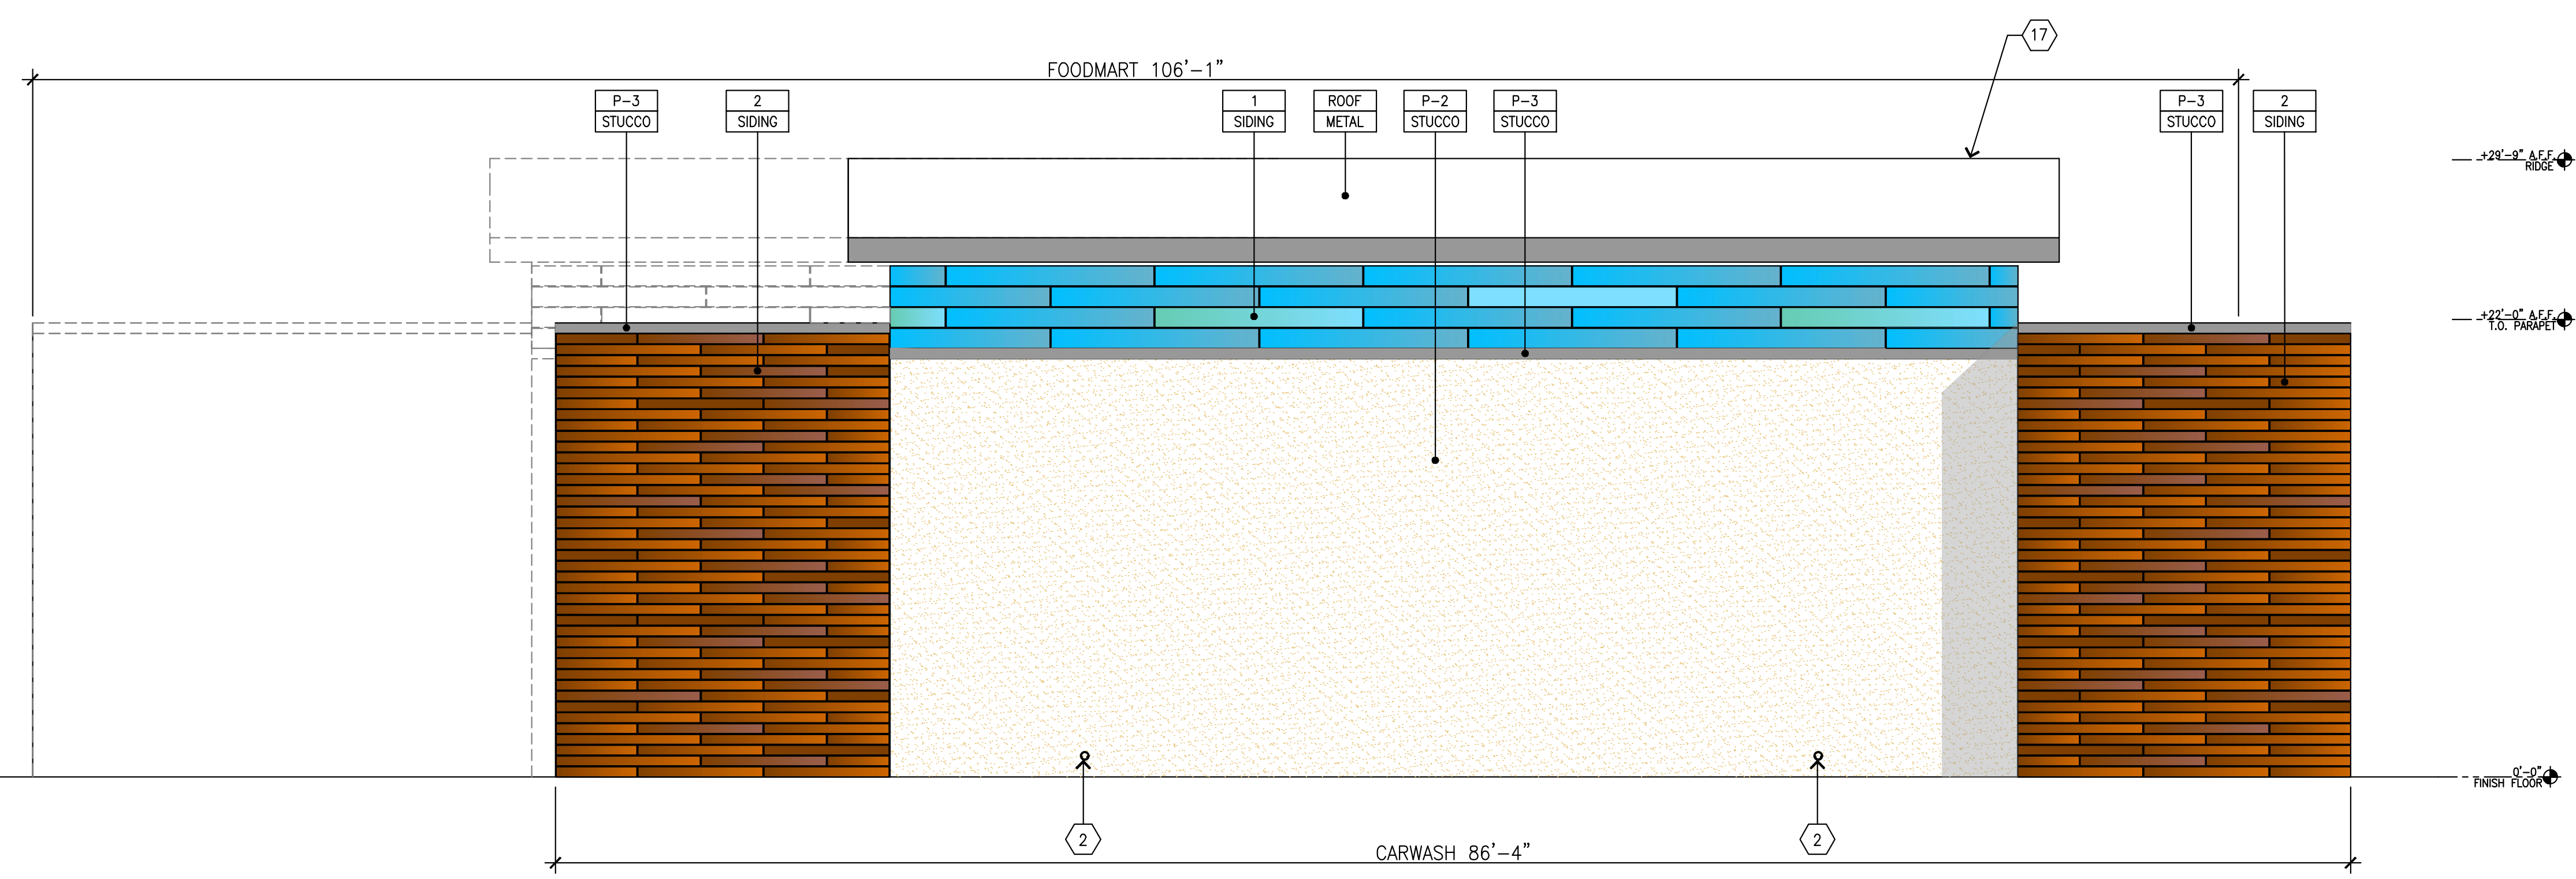 17
FOODMART 106'-1"
P-3
STUCCO
2
SIDING
1
SIDING
ROOF
METAL
P-2
STUCCO
P-3
STUCCO
P-3
STUCCO
2
SIDING
+29'-9" A.F.F.
RIDGE
+22'-0" A.F.F.
T.O. PARAPET
0'-0"
FINISH FLOOR
2
2
CARWASH 86'-4"